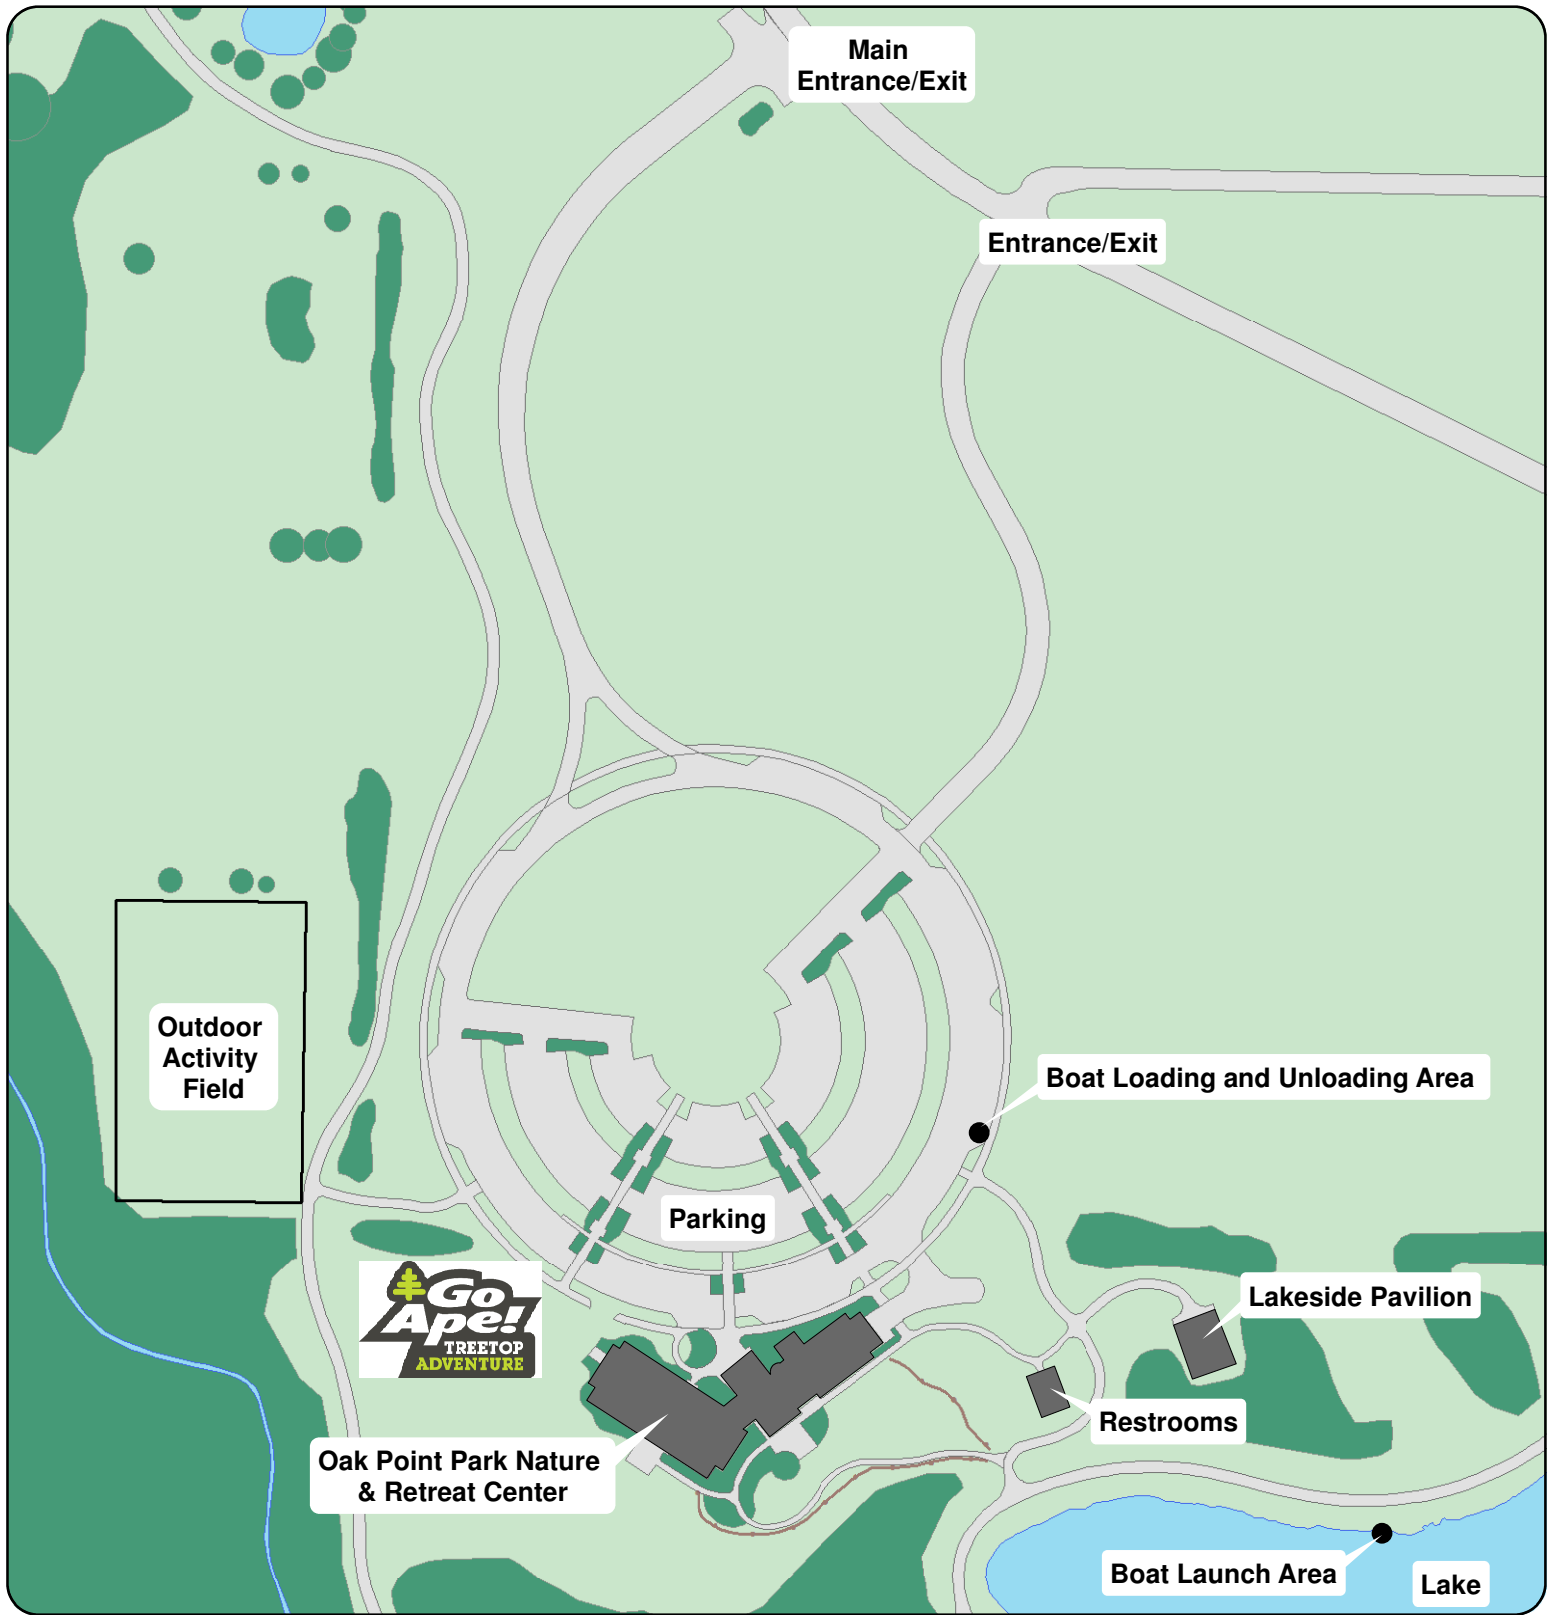 Main
Entrance/Exit
Entrance/Exit
Outdoor
Activity
Field
Boat Loading and Unloading Area
Parking
Go
Ape!
TREETOP
ADVENTURE
Lakeside Pavilion
Restrooms
Oak Point Park Nature
& Retreat Center
Boat Launch Area
Lake